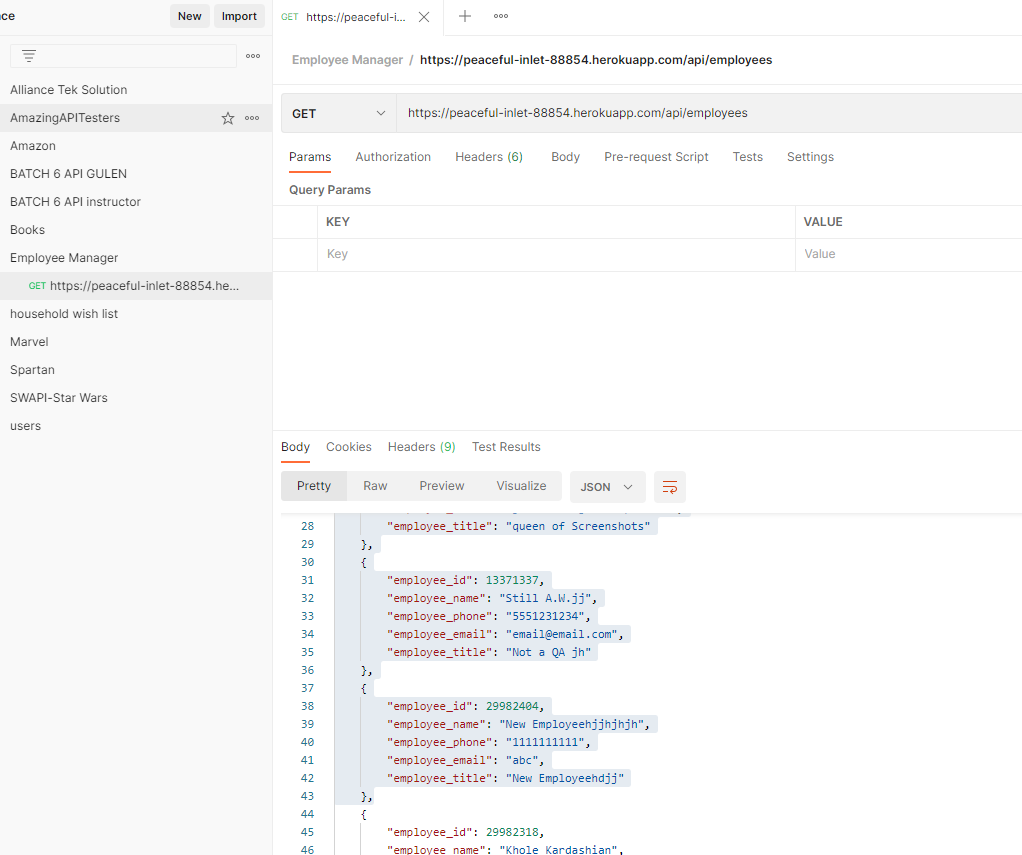 ce
New Import
GET https://peaceful-i...
Employee Manager / https://peaceful-inlet-88854.herokuapp.com/api/employees
Alliance Tek Solution
AmazingAPITesters
Amazon
BATCH 6 API GULEN
BATCH 6 API instructor
Books
Employee Manager
GET https://peaceful-inlet-88854.he...
household wish list
Marvel
Spartan
SWAPI-Star Wars
users
GET https://peaceful-inlet-88854.herokuapp.com/api/employees
Params Authorization Headers (6) Body Pre-request Script Tests Settings
Query Params
KEY VALUE
Key Value
Body Cookies Headers (9) Test Results
Pretty Raw Preview Visualize JSON
28 "employee_title": "queen of Screenshots"
29 },
30 {
31 "employee_id": 13371337,
32 "employee_name": "Still A.W.jj",
33 "employee_phone": "5551231234",
34 "employee_email": "email@email.com",
35 "employee_title": "Not a QA jh"
36 },
37 {
38 "employee_id": 29982404,
39 "employee_name": "New Employeehjjhjhjh",
40 "employee_phone": "1111111111",
41 "employee_email": "abc",
42 "employee_title": "New Employeehdjj"
43 },
44 {
45 "employee_id": 29982318,
46 "employee_name": "Khole Kardashian",